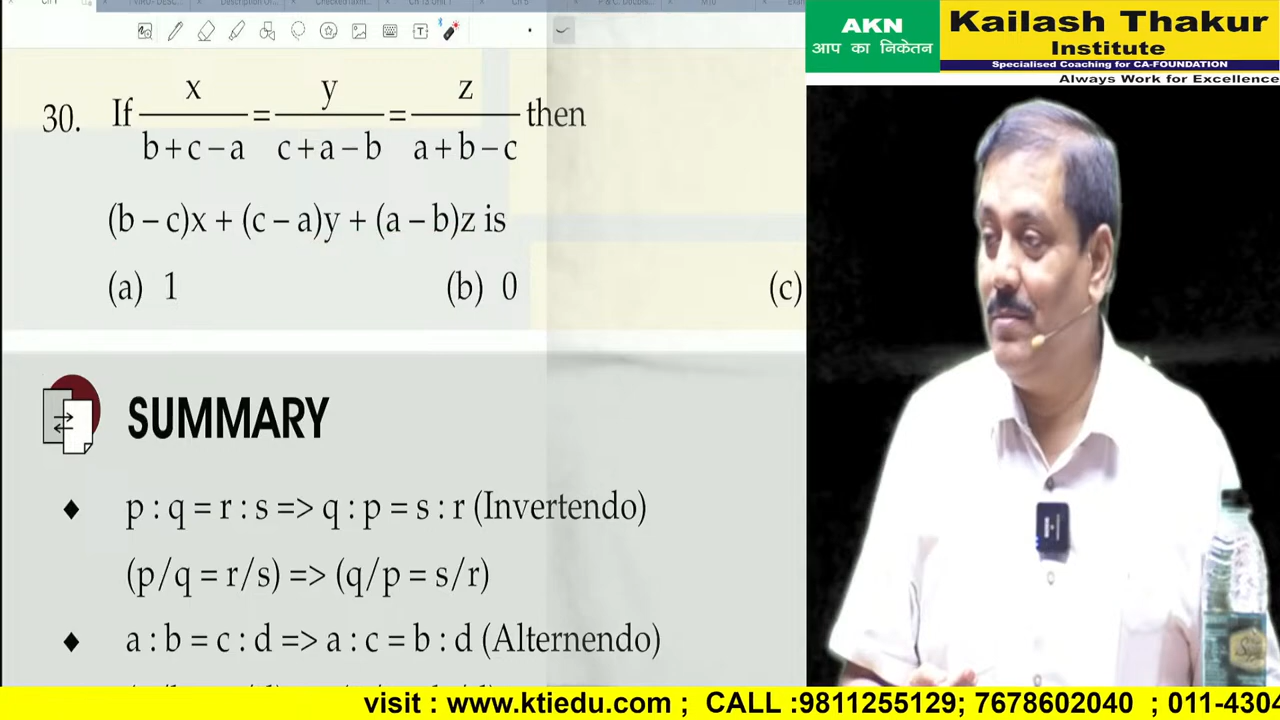 AKN
आप का निकेतन
Kailash Thakur
Institute
Specialised Coaching for CA-FOUNDATION
Always Work for Excellence
30. If x/(b+c−a) = y/(c+a−b) = z/(a+b−c) then
(b − c)x + (c − a)y + (a − b)z is
(a) 1 (b) 0 (c)
SUMMARY
♦ p : q = r : s => q : p = s : r (Invertendo)
(p/q = r/s) => (q/p = s/r)
♦ a : b = c : d => a : c = b : d (Alternendo)
visit : www.ktiedu.com ; CALL :9811255129; 7678602040 ; 011-4304